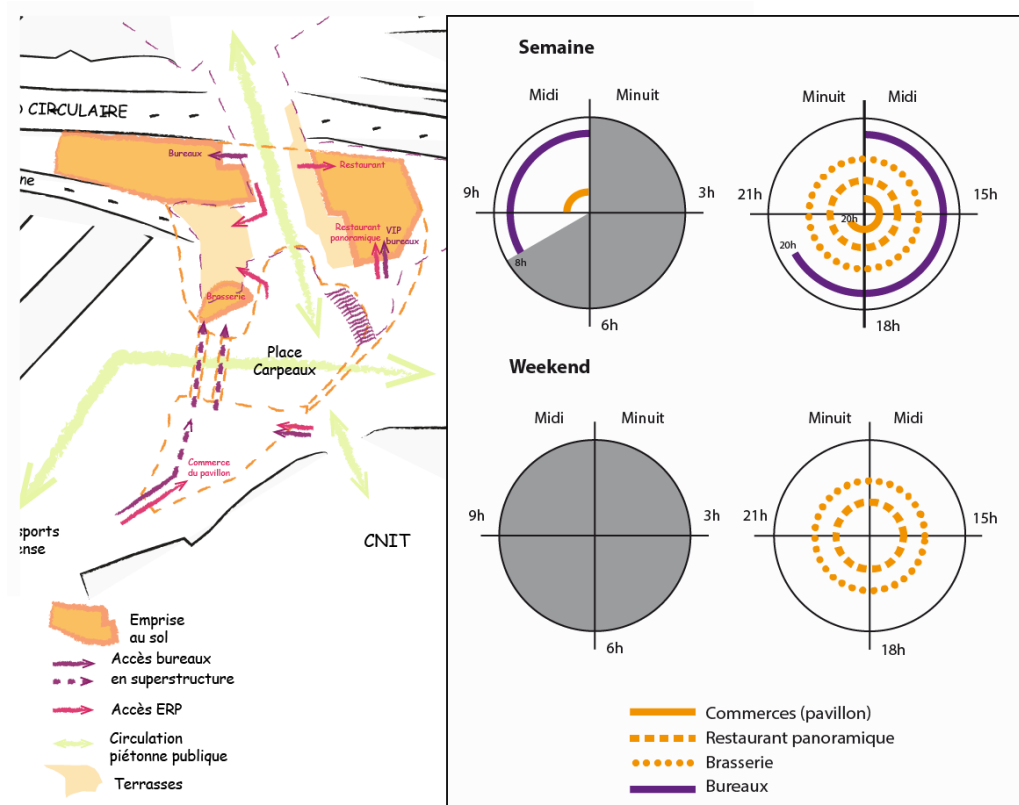 CIRCULAIRE
Bureaux
Restaurant
ne
Restaurant
panoramique
VIP
bureaux
Brasserie
Place
Carpeaux
Commerce
du pavillon
sports
ense
CNIT
Emprise
au sol
Accès bureaux
en superstructure
Accès ERP
Circulation
piétonne publique
Terrasses
Semaine
Midi
Minuit
9h
3h
8h
6h
Minuit
Midi
21h
15h
20h
20h
18h
Weekend
Midi
Minuit
9h
3h
6h
Minuit
Midi
21h
15h
18h
Commerces (pavillon)
Restaurant panoramique
Brasserie
Bureaux